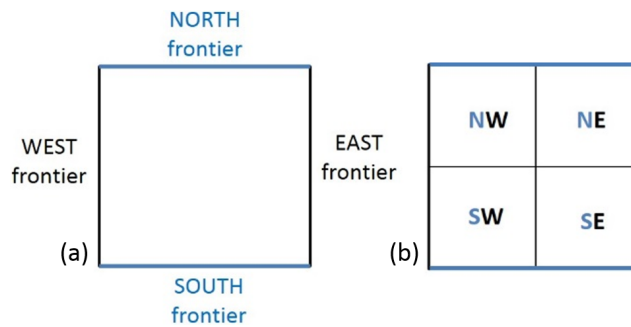 NORTH
frontier
WEST
frontier
EAST
frontier
(a)
SOUTH
frontier
NW
NE
SW
SE
(b)